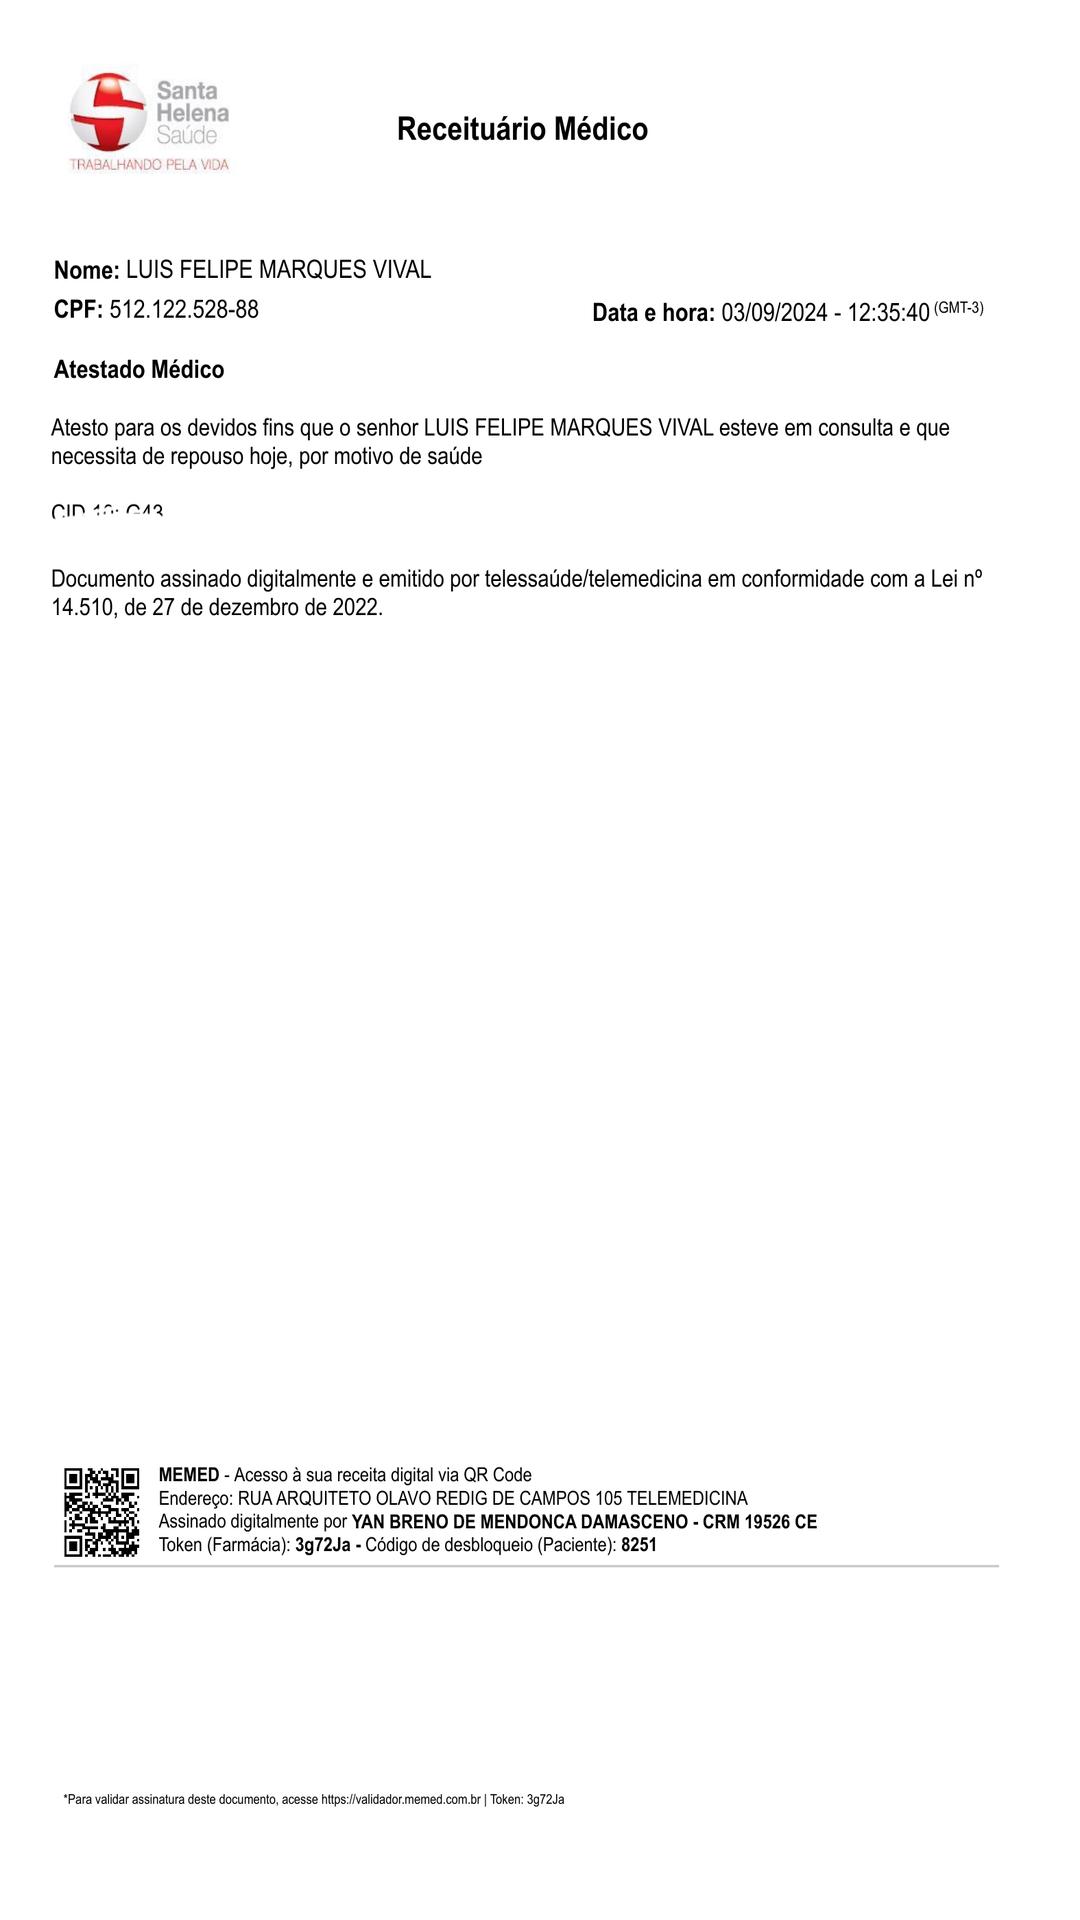 Santa
Helena
Saúde
TRABALHANDO PELA VIDA
Receituário Médico
Nome: LUIS FELIPE MARQUES VIVAL
CPF: 512.122.528-88
Data e hora: 03/09/2024 - 12:35:40 (GMT-3)
Atestado Médico
Atesto para os devidos fins que o senhor LUIS FELIPE MARQUES VIVAL esteve em consulta e que
necessita de repouso hoje, por motivo de saúde
CID
Documento assinado digitalmente e emitido por telessaúde/telemedicina em conformidade com a Lei nº
14.510, de 27 de dezembro de 2022.
MEMED - Acesso à sua receita digital via QR Code
Endereço: RUA ARQUITETO OLAVO REDIG DE CAMPOS 105 TELEMEDICINA
Assinado digitalmente por YAN BRENO DE MENDONCA DAMASCENO - CRM 19526 CE
Token (Farmácia): 3g72Ja - Código de desbloqueio (Paciente): 8251
*Para validar assinatura deste documento, acesse https://validador.memed.com.br | Token: 3g72Ja